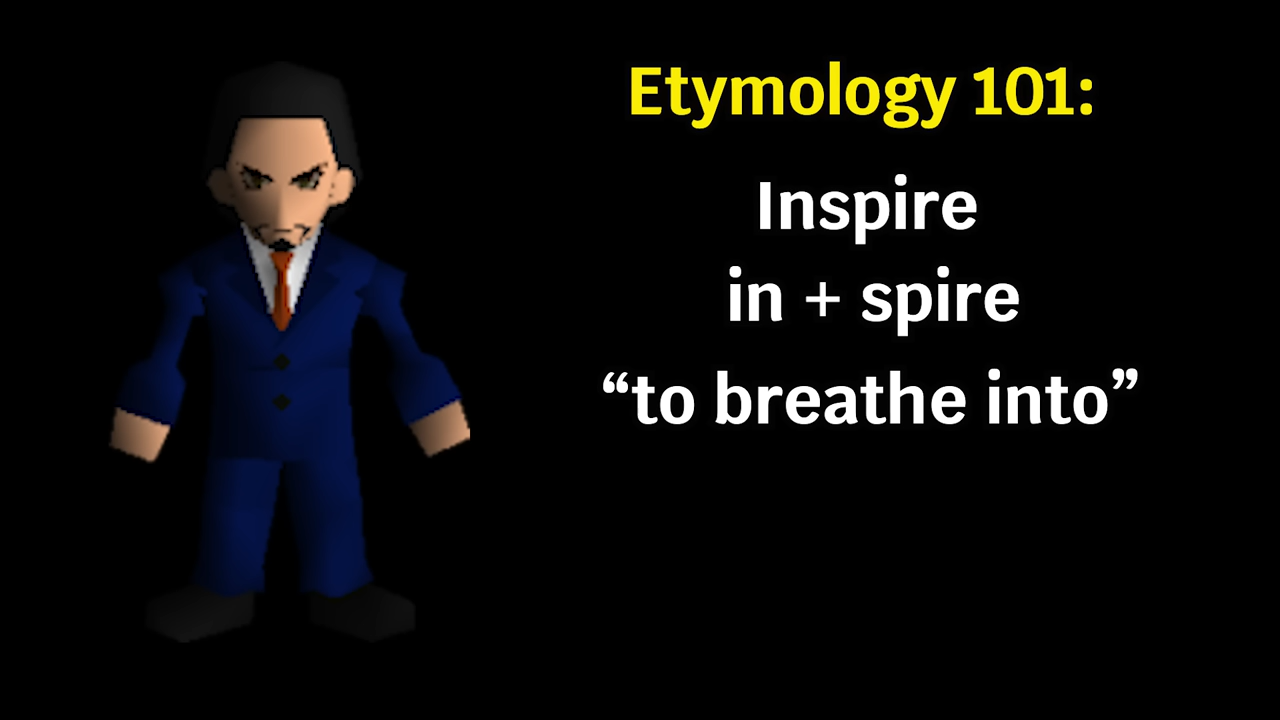 Etymology 101:
Inspire
in + spire
“to breathe into”